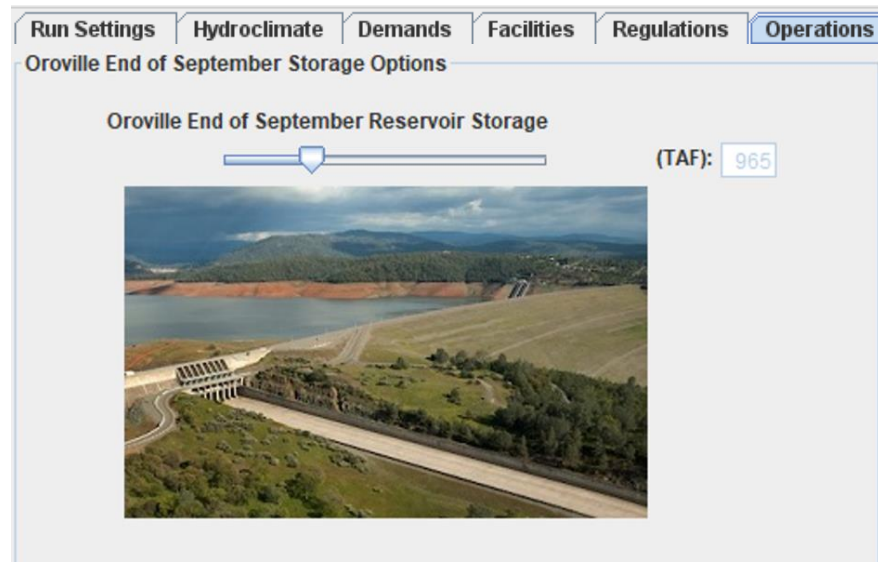 Run Settings Hydroclimate Demands Facilities Regulations Operations
Oroville End of September Storage Options
Oroville End of September Reservoir Storage
(TAF): 965